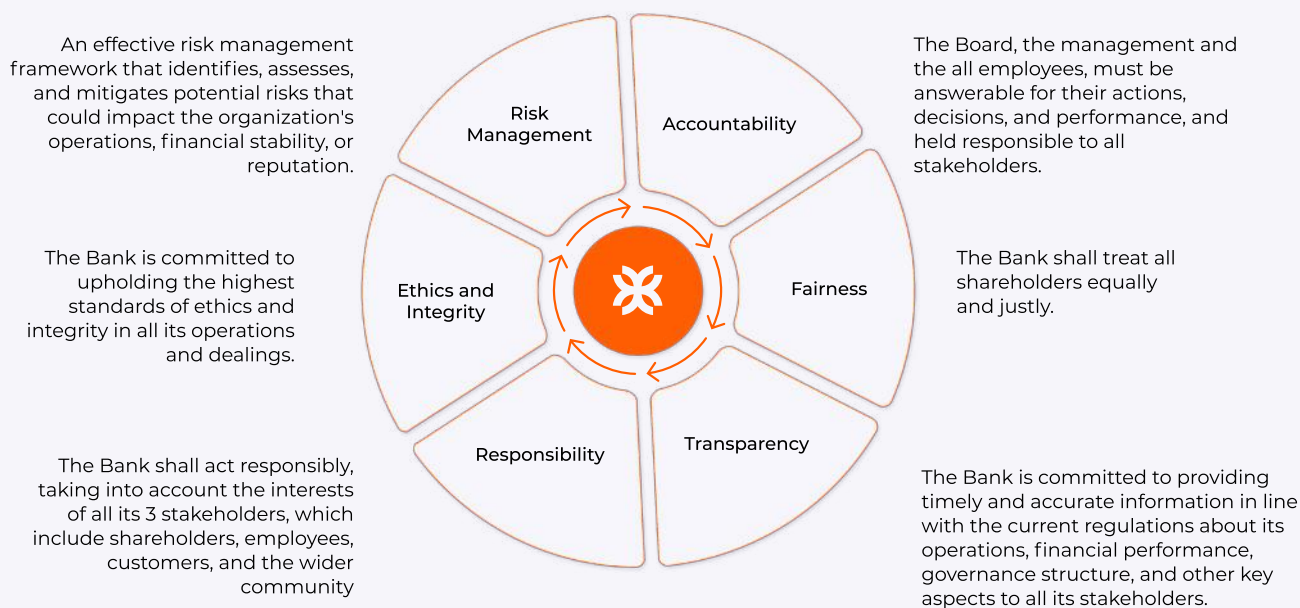 An effective risk management
framework that identifies, assesses,
and mitigates potential risks that
could impact the organization's
operations, financial stability, or
reputation.
Risk
Management
Accountability
The Board, the management and
the all employees, must be
answerable for their actions,
decisions, and performance, and
held responsible to all
stakeholders.
The Bank is committed to
upholding the highest
standards of ethics and
integrity in all its operations
and dealings.
Ethics and
Integrity
Fairness
The Bank shall treat all
shareholders equally
and justly.
The Bank shall act responsibly,
taking into account the interests
of all its 3 stakeholders, which
include shareholders, employees,
customers, and the wider
community
Responsibility
Transparency
The Bank is committed to providing
timely and accurate information in line
with the current regulations about its
operations, financial performance,
governance structure, and other key
aspects to all its stakeholders.